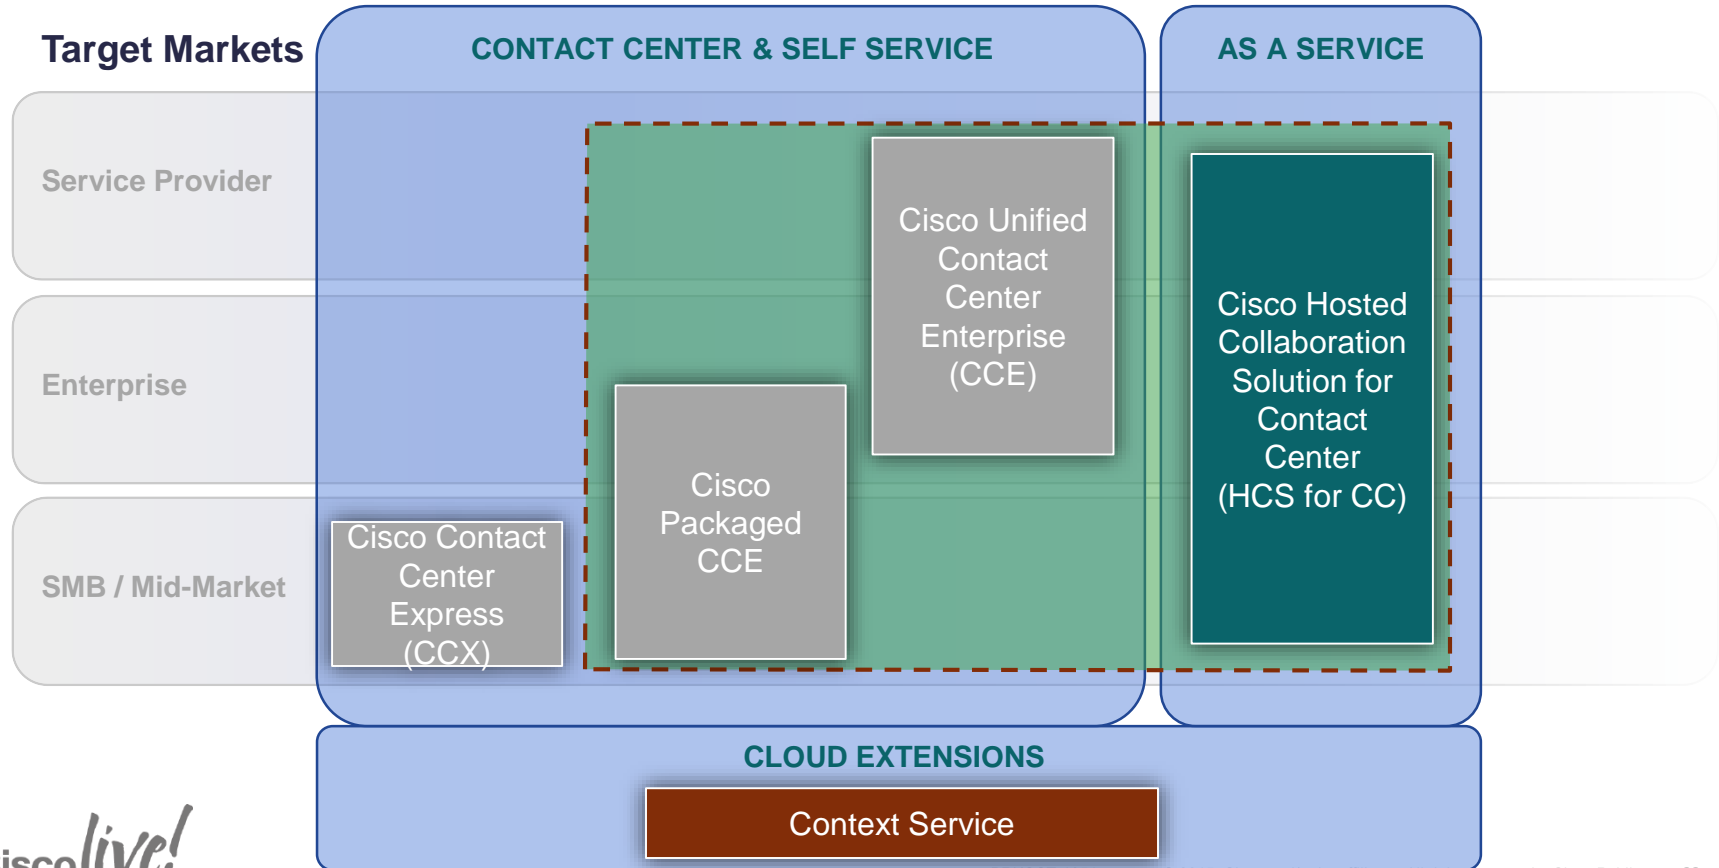 Target Markets
CONTACT CENTER & SELF SERVICE
AS A SERVICE
Service Provider
Enterprise
SMB / Mid-Market
Cisco Contact
Center
Express
(CCX)
Cisco
Packaged
CCE
Cisco Unified
Contact
Center
Enterprise
(CCE)
Cisco Hosted
Collaboration
Solution for
Contact
Center
(HCS for CC)
CLOUD EXTENSIONS
Context Service
live!